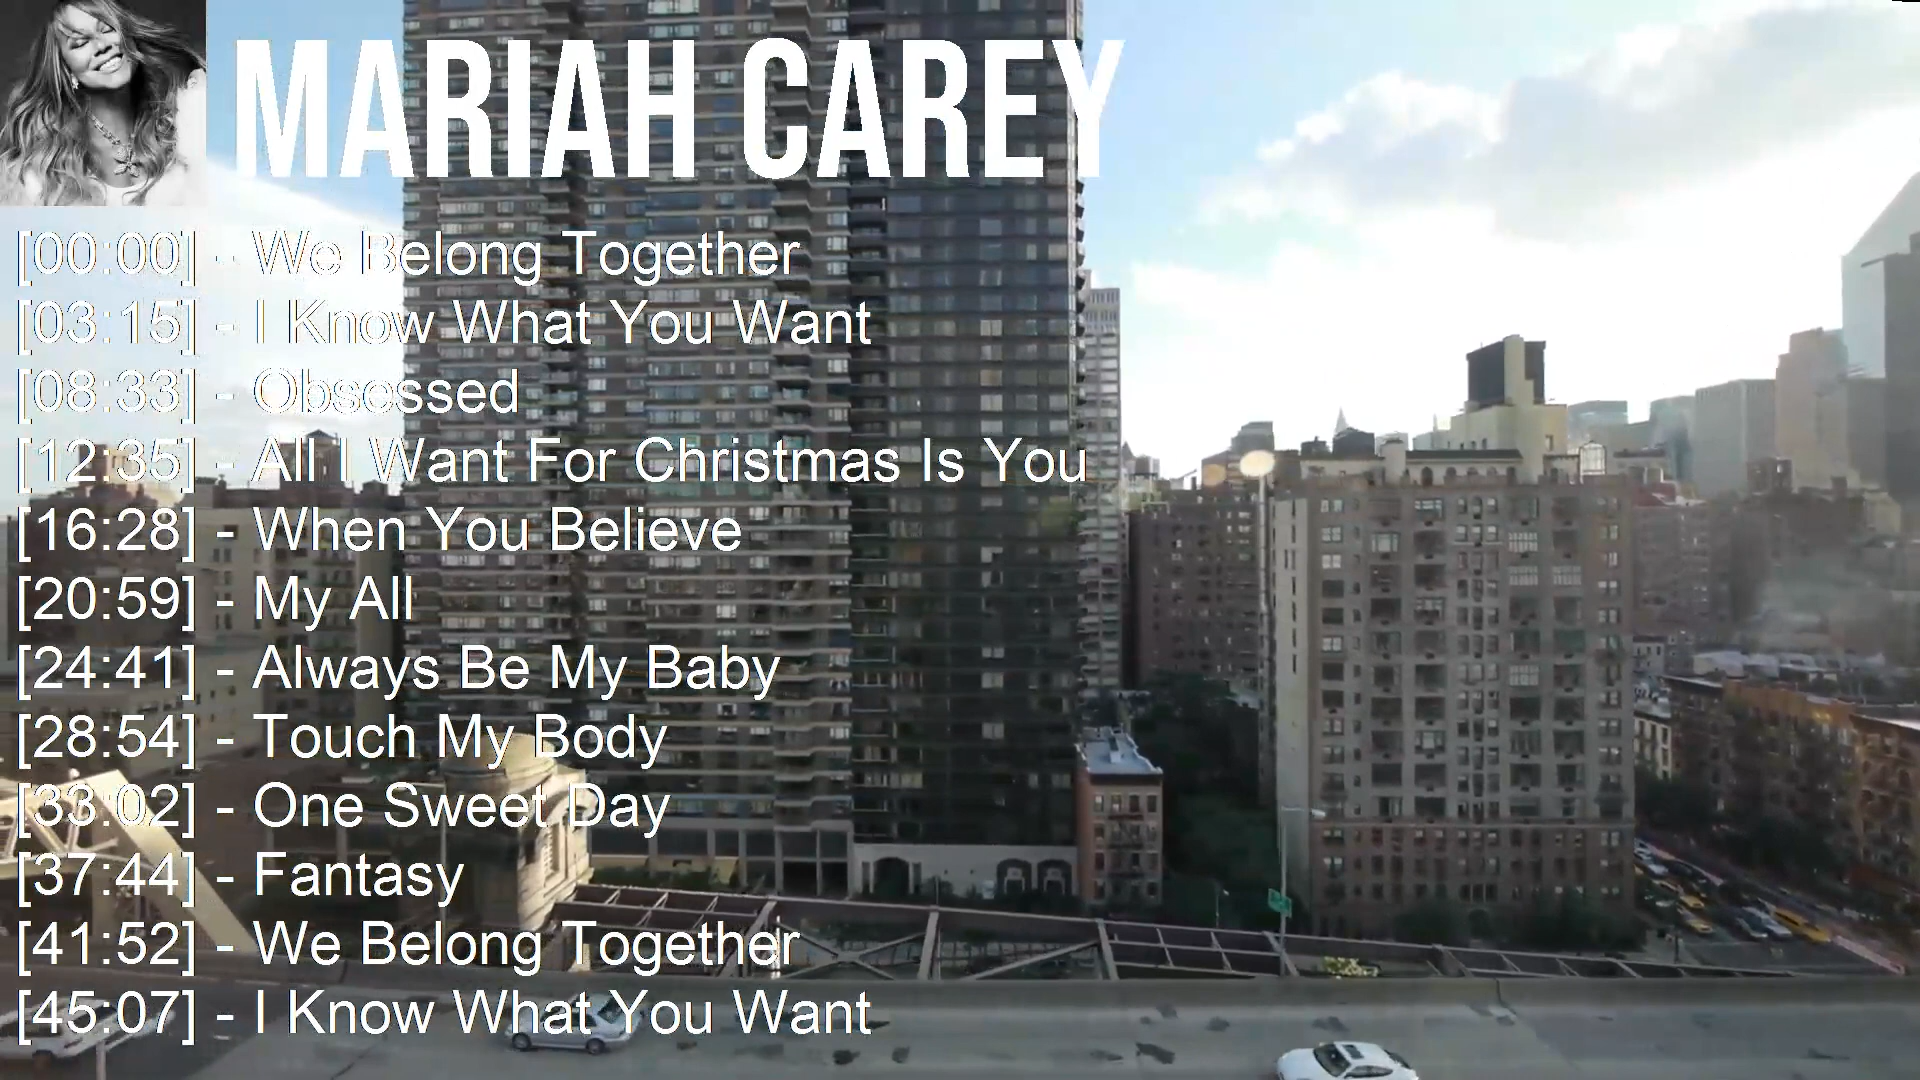 MARIAH CAREY
[00:00] - We Belong Together
[03:15] - I Know What You Want
[08:33] - Obsessed
[12:35] - All I Want For Christmas Is You
[16:28] - When You Believe
[20:59] - My All
[24:41] - Always Be My Baby
[28:54] - Touch My Body
[33:02] - One Sweet Day
[37:44] - Fantasy
[41:52] - We Belong Together
[45:07] - I Know What You Want